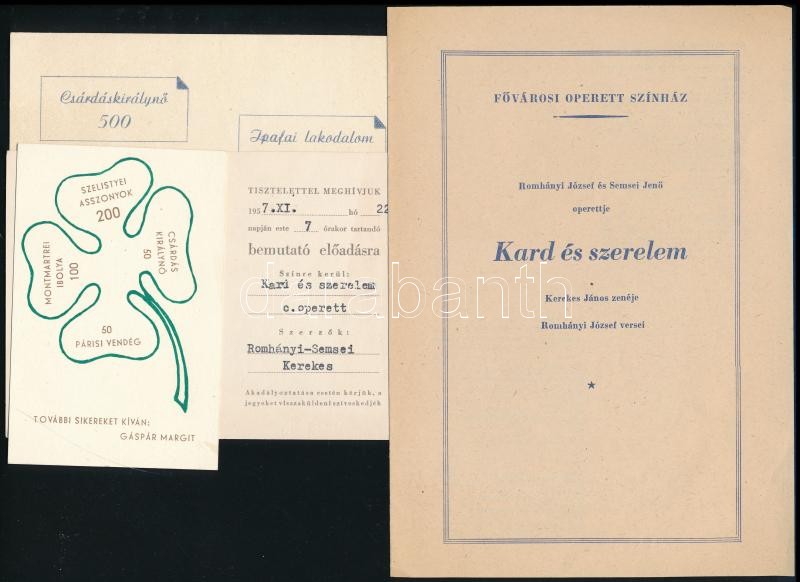 Csárdáskirálynő
500
Ipafai lakodalom
SZELISTYEI
ASSZONYOK
200
CSÁRDÁS
KIRÁLYNŐ
50
MONTMARTREI
IBOLYA
100
50
PÁRISI VENDÉG
TOVÁBBI SIKEREKET KÍVÁN:
GÁSPÁR MARGIT
TISZTELETTEL MEGHÍVJUK
1957.XI. hó 22
napján este 7 órakor tartandó
bemutató előadásra
Színre kerül:
Kard és szerelem
c.operett
Szerzők:
Romhányi-Semsei
Kerekes
Akadályoztatása esetén kérjük, a
jegyeket visszaküldeni szíveskedjék
FŐVÁROSI OPERETT SZÍNHÁZ
Romhányi József és Semsei Jenő
operettje
Kard és szerelem
Kerekes János zenéje
Romhányi József versei
darabanth